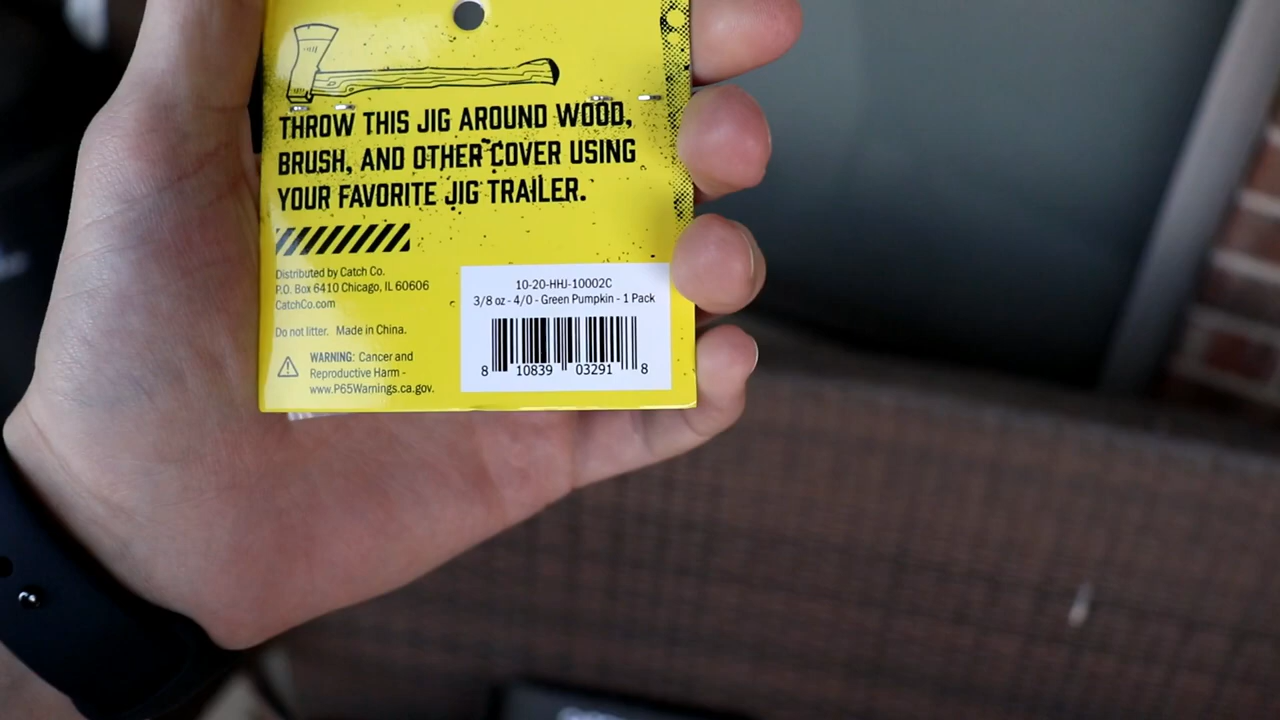 THROW THIS JIG AROUND WOOD,
BRUSH, AND OTHER COVER USING
YOUR FAVORITE JIG TRAILER.
Distributed by Catch Co.
P.O. Box 6410 Chicago, IL 60606
CatchCo.com
Do not litter. Made in China.
WARNING: Cancer and
Reproductive Harm -
www.P65Warnings.ca.gov.
10-20-HHJ-10002C
3/8 oz - 4/0 - Green Pumpkin - 1 Pack
8 10839 03291 8